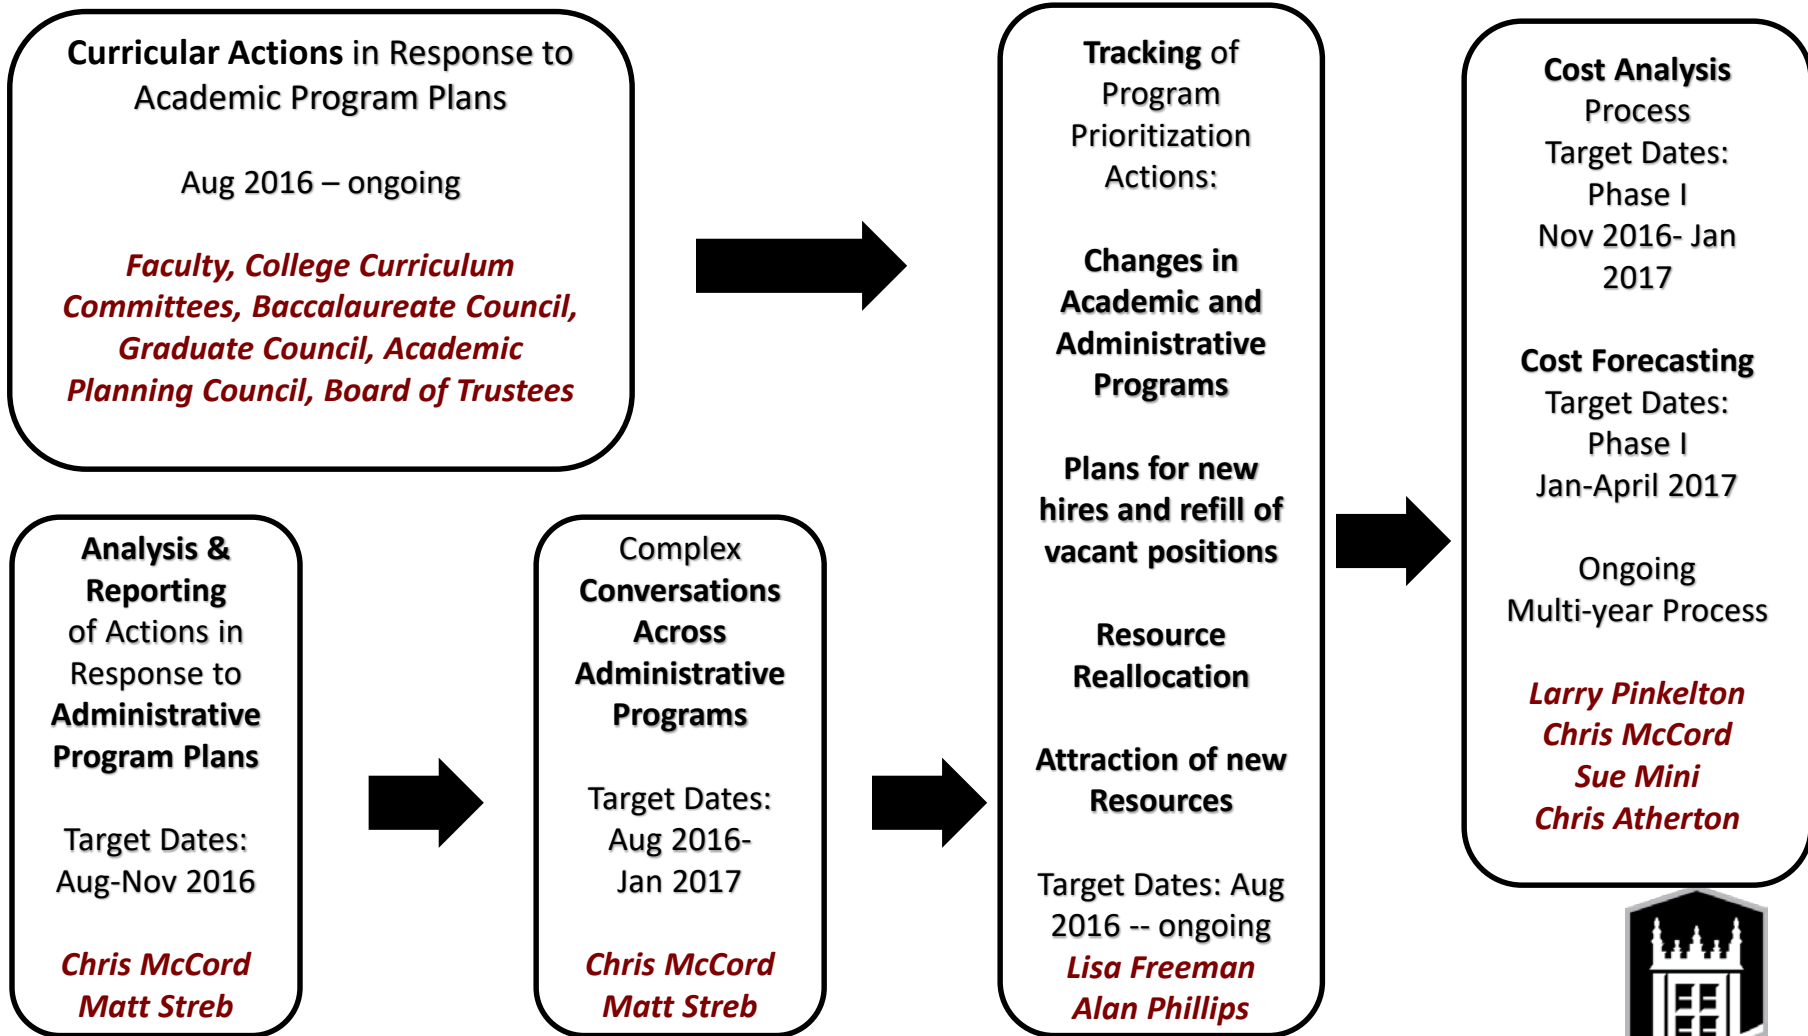 Curricular Actions in Response to
Academic Program Plans
Aug 2016 – ongoing
Faculty, College Curriculum
Committees, Baccalaureate Council,
Graduate Council, Academic
Planning Council, Board of Trustees
Analysis &
Reporting
of Actions in
Response to
Administrative
Program Plans
Target Dates:
Aug-Nov 2016
Chris McCord
Matt Streb
Complex
Conversations
Across
Administrative
Programs
Target Dates:
Aug 2016-
Jan 2017
Chris McCord
Matt Streb
Tracking of
Program
Prioritization
Actions:
Changes in
Academic and
Administrative
Programs
Plans for new
hires and refill of
vacant positions
Resource
Reallocation
Attraction of new
Resources
Target Dates: Aug
2016 -- ongoing
Lisa Freeman
Alan Phillips
Cost Analysis
Process
Target Dates:
Phase I
Nov 2016- Jan
2017
Cost Forecasting
Target Dates:
Phase I
Jan-April 2017
Ongoing
Multi-year Process
Larry Pinkelton
Chris McCord
Sue Mini
Chris Atherton